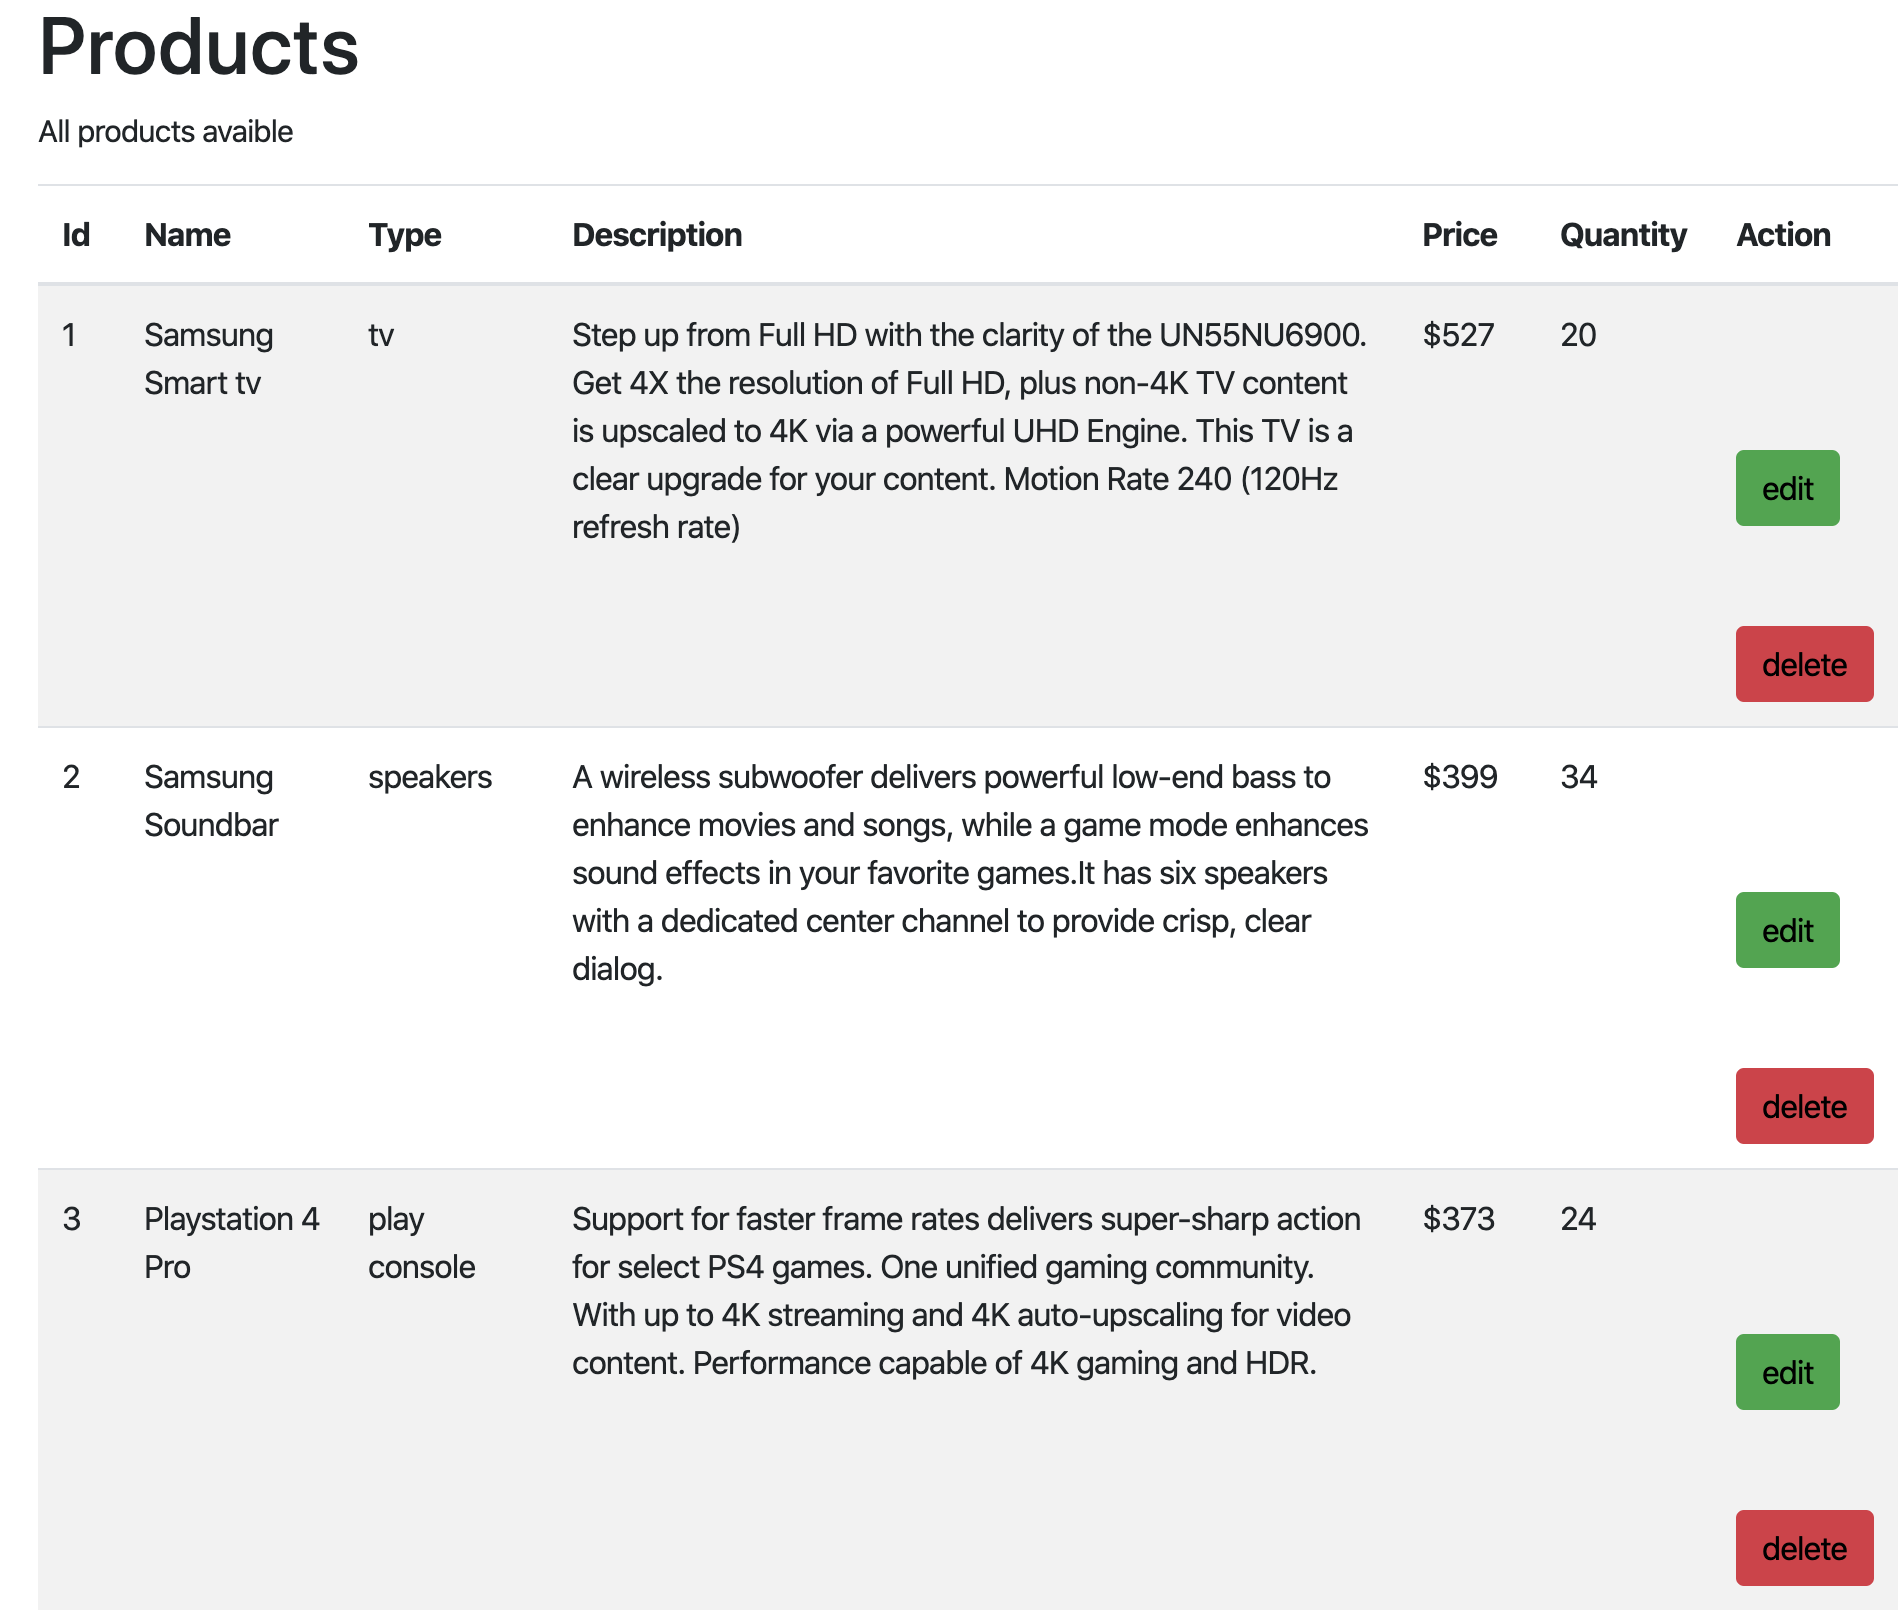 Products
All products avaible
Id Name Type Description Price Quantity Action
1 Samsung tv Step up from Full HD with the clarity of the UN55NU6900. $527 20
Smart tv Get 4X the resolution of Full HD, plus non-4K TV content
is upscaled to 4K via a powerful UHD Engine. This TV is a
clear upgrade for your content. Motion Rate 240 (120Hz
edit
refresh rate)
delete
2 Samsung speakers A wireless subwoofer delivers powerful low-end bass to $399 34
Soundbar enhance movies and songs, while a game mode enhances
sound effects in your favorite games.It has six speakers
with a dedicated center channel to provide crisp, clear
edit
dialog.
delete
3 Playstation 4 play Support for faster frame rates delivers super-sharp action $373 24
Pro console for select PS4 games. One unified gaming community.
With up to 4K streaming and 4K auto-upscaling for video
content. Performance capable of 4K gaming and HDR.
edit
delete